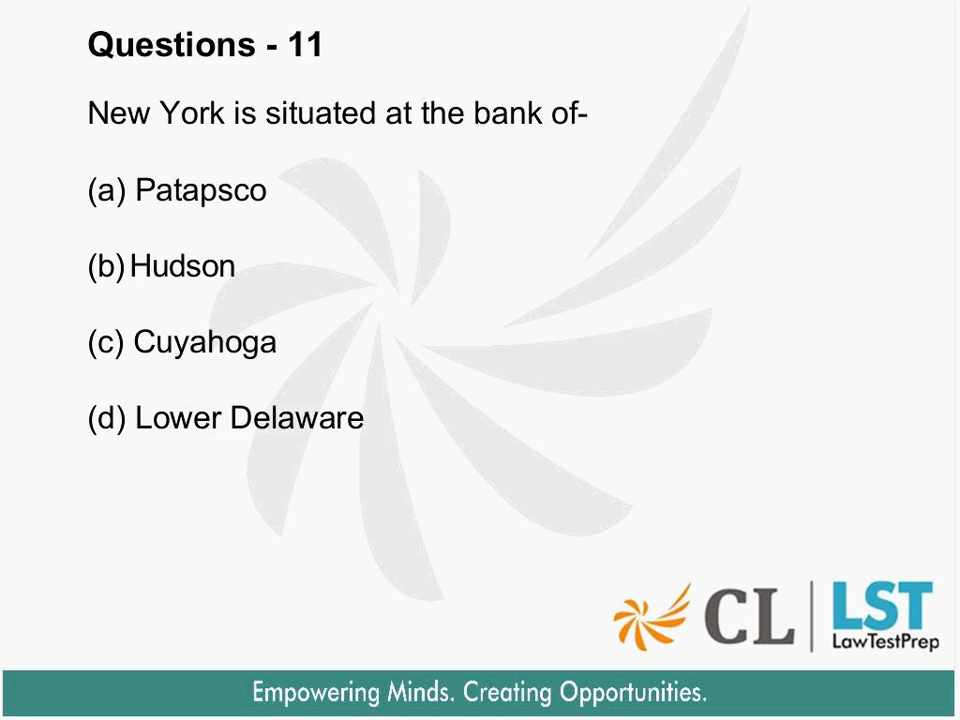 Questions - 11
New York is situated at the bank of-
(a) Patapsco
(b) Hudson
(c) Cuyahoga
(d) Lower Delaware
CL | LST
LawTestPrep
Empowering Minds. Creating Opportunities.